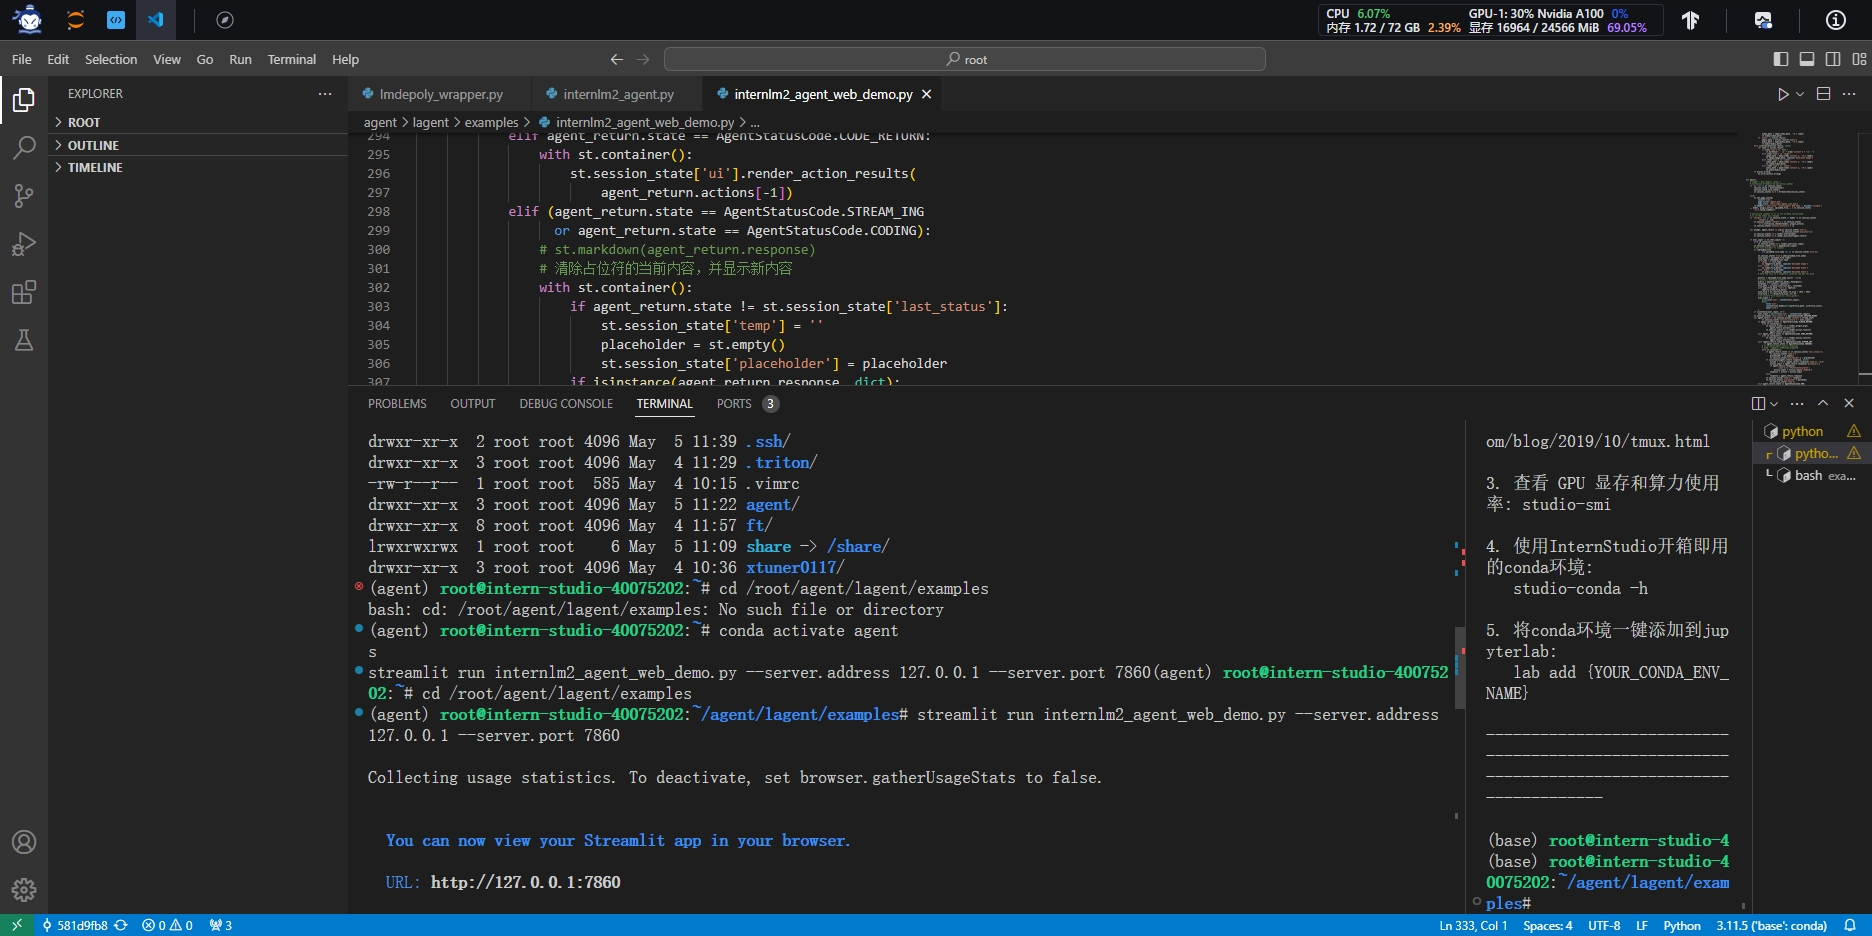 CPU 6.07% GPU-1: 30% Nvidia A100 0%
内存 1.72 / 72 GB 2.39% 显存 16964 / 24566 MiB 69.05%
File Edit Selection View Go Run Terminal Help
root
EXPLORER
ROOT
OUTLINE
TIMELINE
lmdepoly_wrapper.py internlm2_agent.py internlm2_agent_web_demo.py
agent > lagent > examples > internlm2_agent_web_demo.py > ...
294 elif agent_return.state == AgentStatusCode.CODE_RETURN:
295 with st.container():
296 st.session_state['ui'].render_action_results(
297 agent_return.actions[-1])
298 elif (agent_return.state == AgentStatusCode.STREAM_ING
299 or agent_return.state == AgentStatusCode.CODING):
300 # st.markdown(agent_return.response)
301 # 清除占位符的当前内容，并显示新内容
302 with st.container():
303 if agent_return.state != st.session_state['last_status']:
304 st.session_state['temp'] = ''
305 placeholder = st.empty()
306 st.session_state['placeholder'] = placeholder
307 if isinstance(agent_return.response, dict):
PROBLEMS OUTPUT DEBUG CONSOLE TERMINAL PORTS 3
drwxr-xr-x 2 root root 4096 May 5 11:39 .ssh/
drwxr-xr-x 3 root root 4096 May 4 11:29 .triton/
-rw-r--r-- 1 root root 585 May 4 10:15 .vimrc
drwxr-xr-x 3 root root 4096 May 5 11:22 agent/
drwxr-xr-x 8 root root 4096 May 4 11:57 ft/
lrwxrwxrwx 1 root root 6 May 5 11:09 share -> /share/
drwxr-xr-x 3 root root 4096 May 4 10:36 xtuner0117/
(agent) root@intern-studio-40075202:~# cd /root/agent/lagent/examples
bash: cd: /root/agent/lagent/examples: No such file or directory
(agent) root@intern-studio-40075202:~# conda activate agent
s
streamlit run internlm2_agent_web_demo.py --server.address 127.0.0.1 --server.port 7860(agent) root@intern-studio-400752
02:~# cd /root/agent/lagent/examples
(agent) root@intern-studio-40075202:~/agent/lagent/examples# streamlit run internlm2_agent_web_demo.py --server.address
127.0.0.1 --server.port 7860
Collecting usage statistics. To deactivate, set browser.gatherUsageStats to false.
You can now view your Streamlit app in your browser.
URL: http://127.0.0.1:7860
om/blog/2019/10/tmux.html
3. 查看 GPU 显存和算力使用
率: studio-smi
4. 使用InternStudio开箱即用
的conda环境:
studio-conda -h
5. 将conda环境一键添加到jup
yterlab:
lab add {YOUR_CONDA_ENV_
NAME}
---------------------------
---------------------------
---------------------------
-------------
(base) root@intern-studio-4
(base) root@intern-studio-4
0075202:~/agent/lagent/exam
ples#
python
pytho...
bash exa...
581d9fb8 0 0 3 Ln 333, Col 1 Spaces: 4 UTF-8 LF Python 3.11.5 ('base': conda)